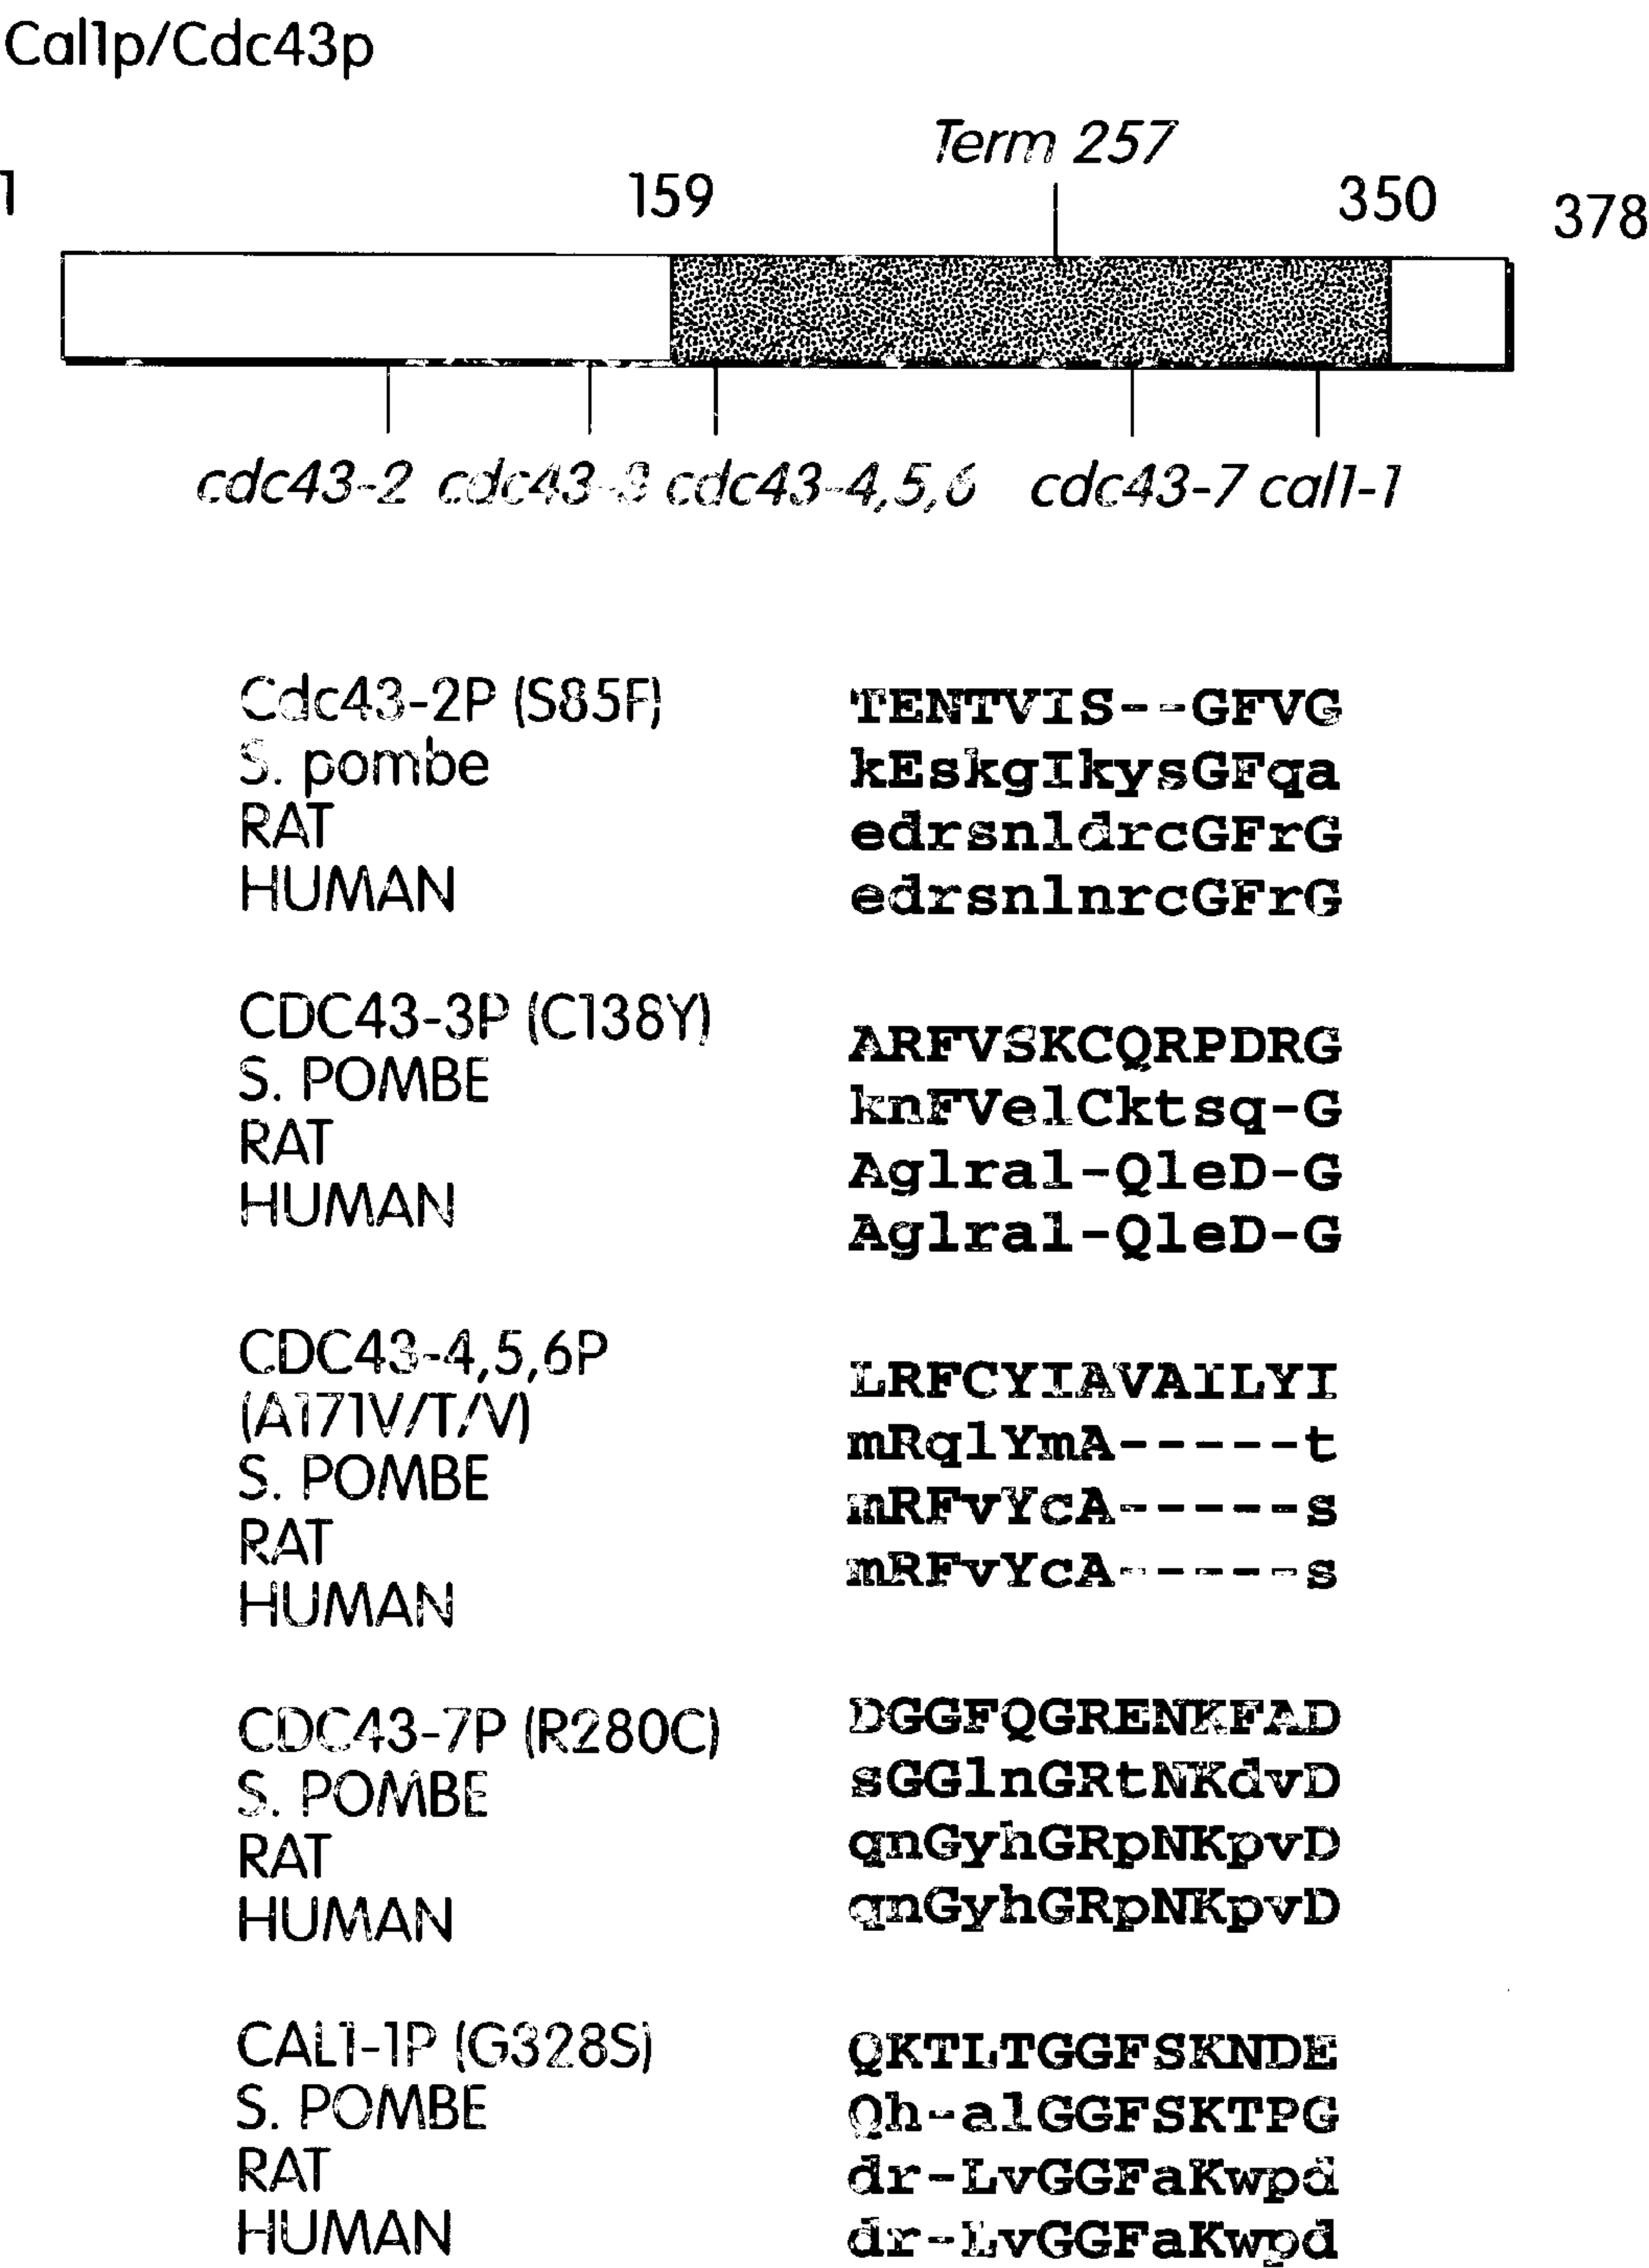 Cal1p/Cdc43p
Term 257
1 159 350 378
cdc43-2 cdc43-3 cdc43-4,5,6 cdc43-7 cal1-1
Cdc43-2P (S85F) TENTVIS--GFVG
S. pombe kEskgIkysGFqa
RAT edrsnldrcGFrG
HUMAN edrsnlnrcGFrG
CDC43-3P (C138Y) ARFVSKCQRPDRG
S. POMBE knFVelCktsq-G
RAT Aglral-QleD-G
HUMAN Aglral-QleD-G
CDC43-4,5,6P LRFCYIAVAILYI
(A171V/T/V) mRqlYmA-----t
S. POMBE mRFvYcA-----s
RAT mRFvYcA-----s
HUMAN
CDC43-7P (R280C) DGGFQGRENKFAD
S. POMBE sGGlnGRtNKdvD
RAT qnGyhGRpNKpvD
HUMAN qnGyhGRpNKpvD
CAL1-1P (G328S) QKTLTGGFSKNDE
S. POMBE Qh-alGGFSKTPG
RAT dr-LvGGFaKwpd
HUMAN dr-LvGGFaKwpd